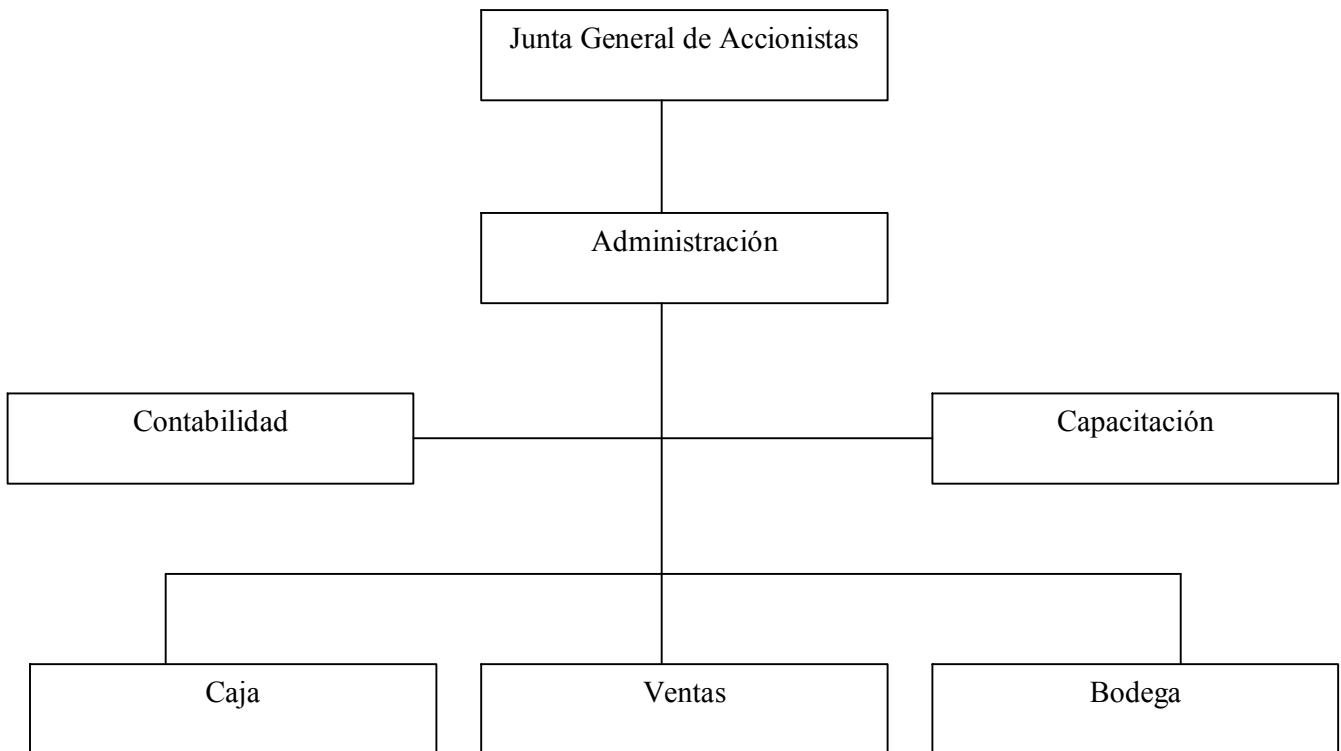 Junta General de Accionistas
Administración
Contabilidad
Capacitación
Caja
Ventas
Bodega